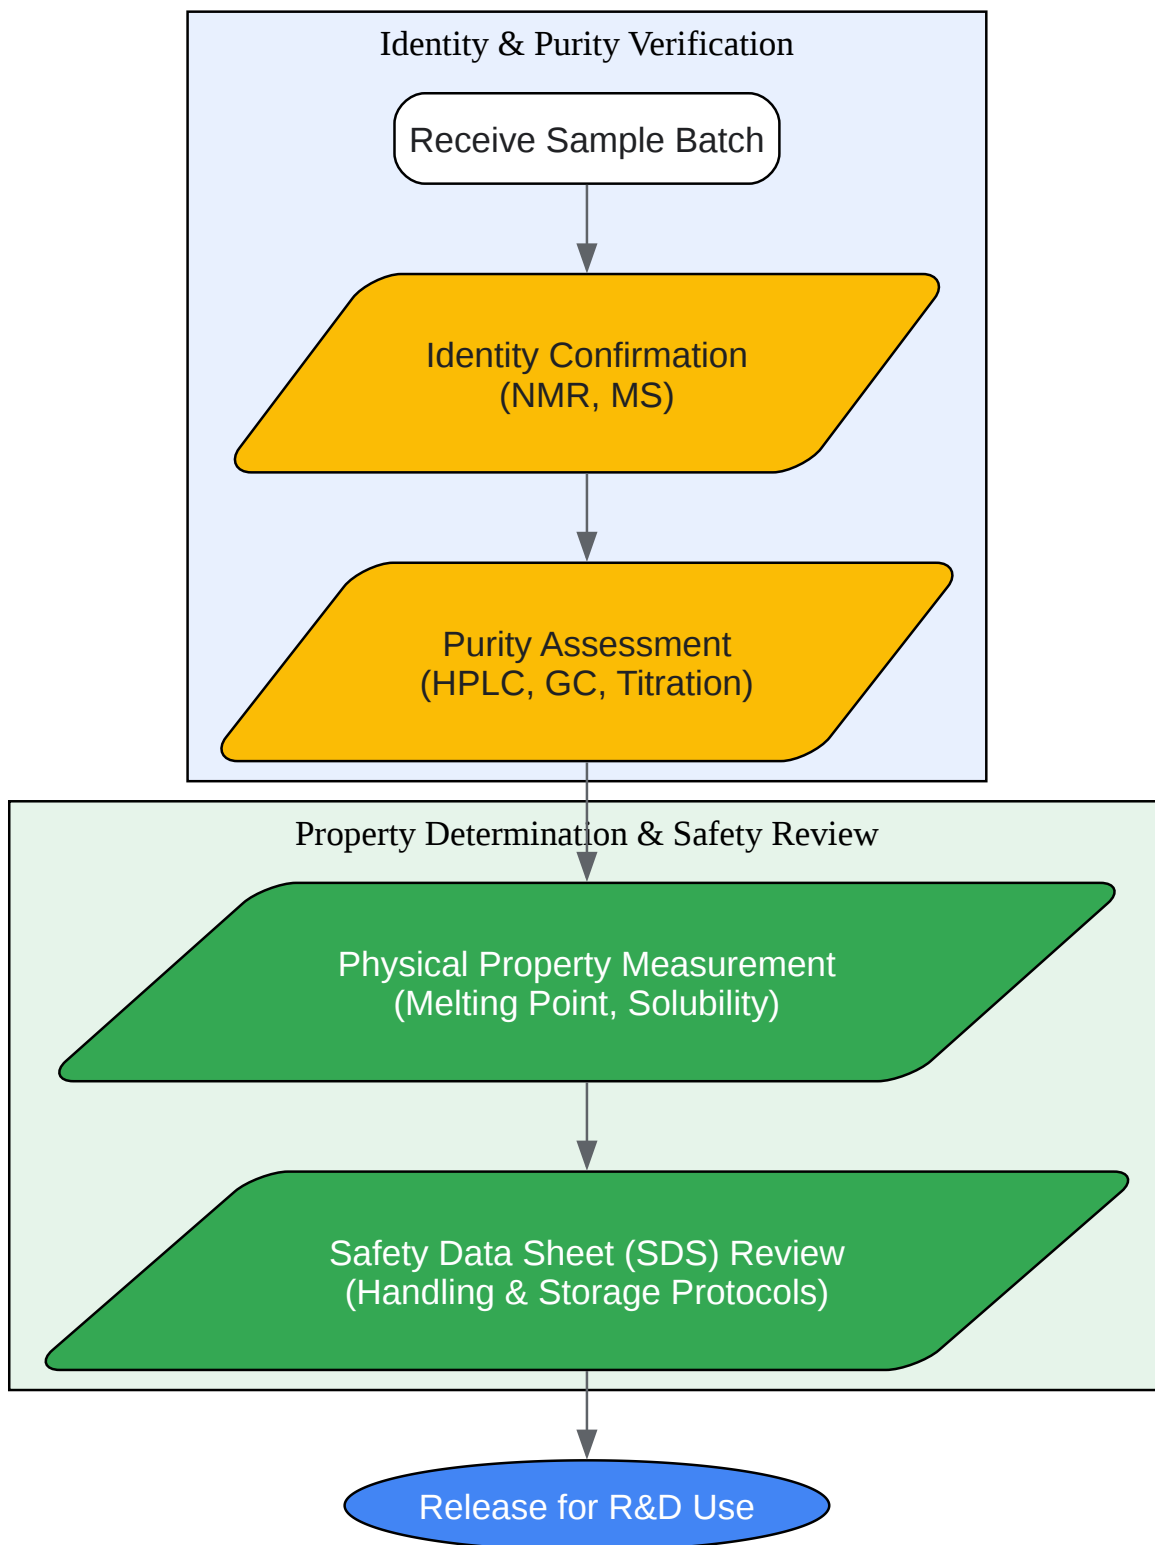 Identity & Purity Verification
Receive Sample Batch
Identity Confirmation
(NMR, MS)
Purity Assessment
(HPLC, GC, Titration)
Property Determination & Safety Review
Physical Property Measurement
(Melting Point, Solubility)
Safety Data Sheet (SDS) Review
(Handling & Storage Protocols)
Release for R&D Use